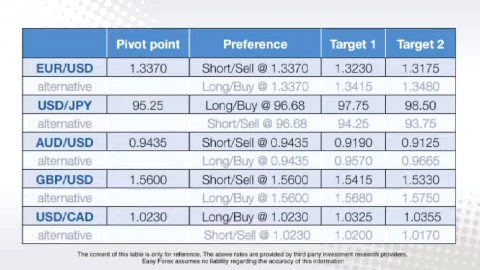 Pivot point Preference Target 1 Target 2
EUR/USD 1.3370 Short/Sell @ 1.3370 1.3230 1.3175
alternative Long/Buy @ 1.3370 1.3415 1.3480
USD/JPY 95.25 Long/Buy @ 96.68 97.75 98.50
alternative Short/Sell @ 96.68 94.25 93.75
AUD/USD 0.9435 Short/Sell @ 0.9435 0.9190 0.9125
alternative Long/Buy @ 0.9435 0.9570 0.9665
GBP/USD 1.5600 Short/Sell @ 1.5600 1.5415 1.5330
alternative Long/Buy @ 1.5600 1.5680 1.5750
USD/CAD 1.0230 Long/Buy @ 1.0230 1.0325 1.0355
alternative Short/Sell @ 1.0230 1.0200 1.0170
The content of this table is only for reference, The above rates are provided by third party investment research providers.
Easy Forex assumes no liability regarding the accuracy of this information